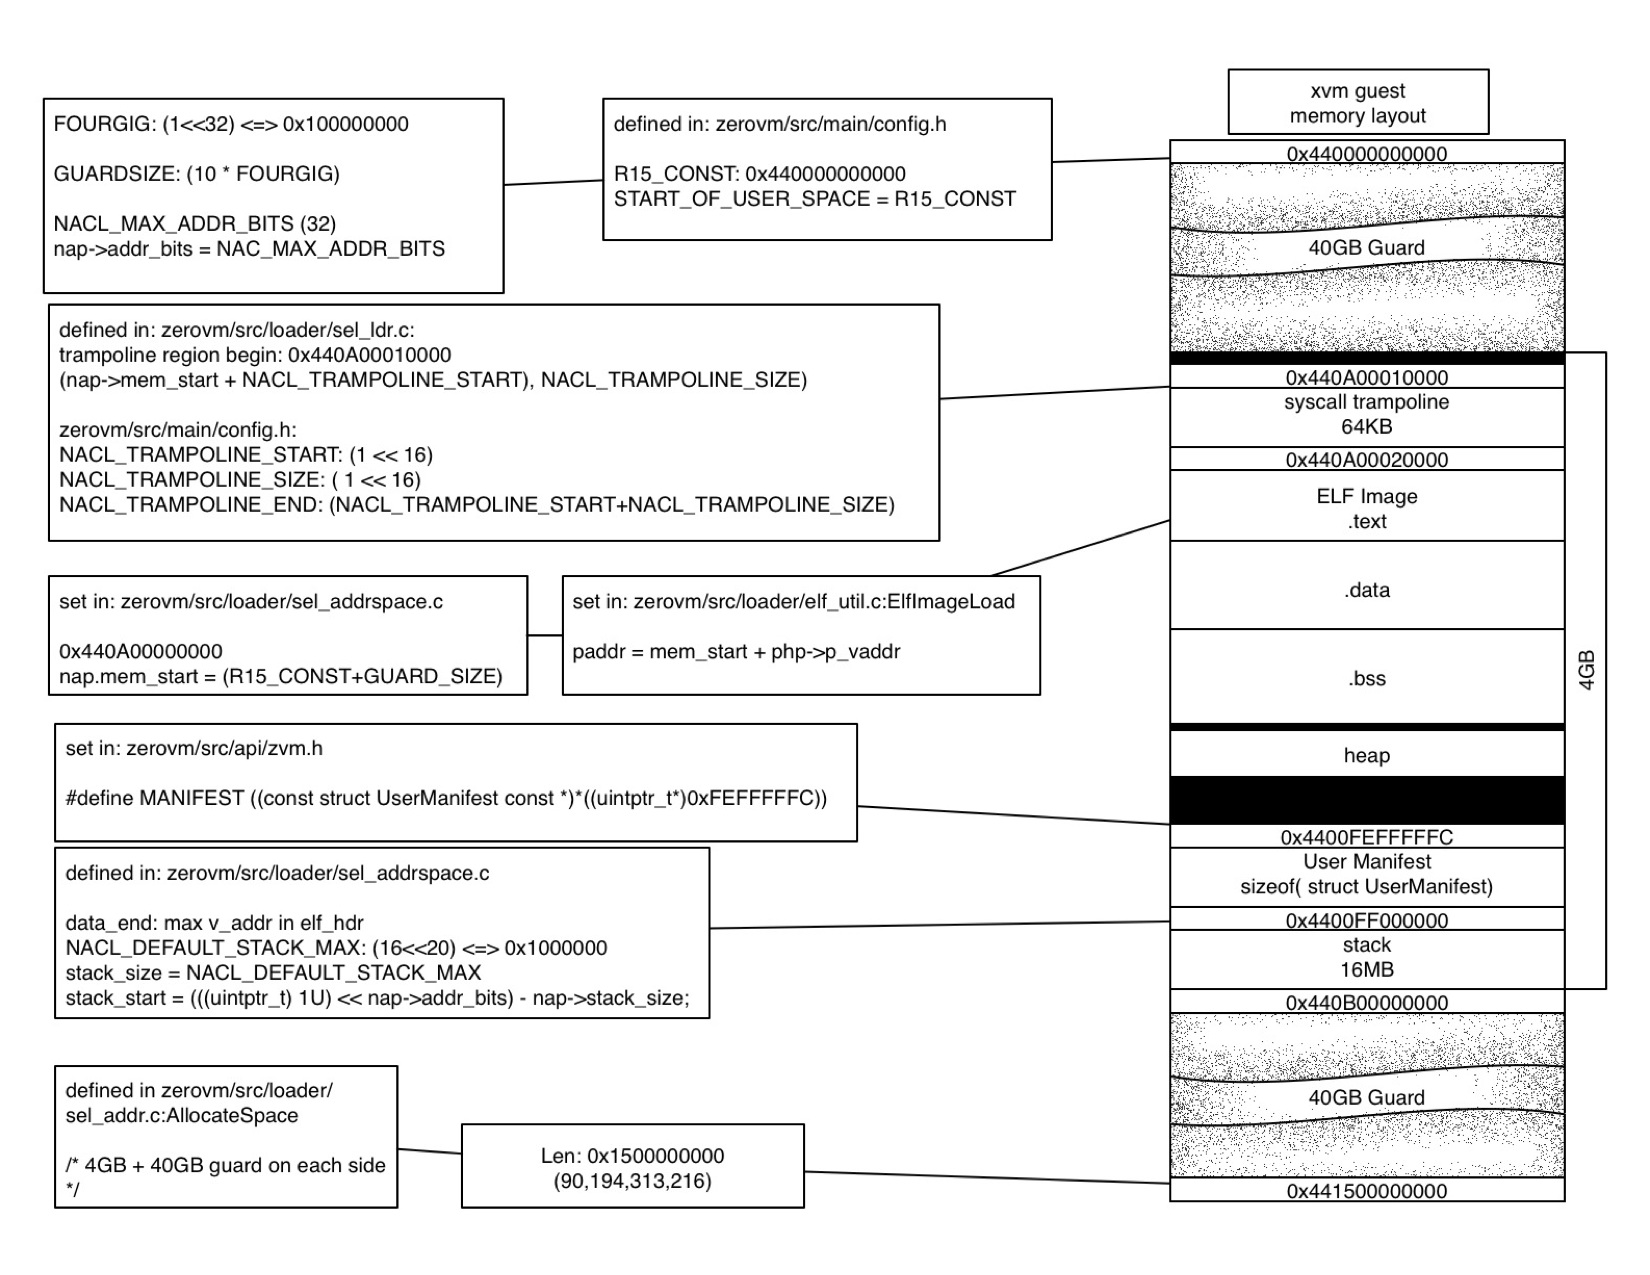 xvm guest
memory layout
FOURGIG: (1<<32) <=> 0x100000000
GUARDSIZE: (10 * FOURGIG)
NACL_MAX_ADDR_BITS (32)
nap->addr_bits = NAC_MAX_ADDR_BITS
defined in: zerovm/src/main/config.h
R15_CONST: 0x440000000000
START_OF_USER_SPACE = R15_CONST
0x440000000000
40GB Guard
defined in: zerovm/src/loader/sel_ldr.c:
trampoline region begin: 0x440A00010000
(nap->mem_start + NACL_TRAMPOLINE_START), NACL_TRAMPOLINE_SIZE)
zerovm/src/main/config.h:
NACL_TRAMPOLINE_START: (1 << 16)
NACL_TRAMPOLINE_SIZE: ( 1 << 16)
NACL_TRAMPOLINE_END: (NACL_TRAMPOLINE_START+NACL_TRAMPOLINE_SIZE)
0x440A00010000
syscall trampoline
64KB
0x440A00020000
ELF Image
.text
.data
.bss
heap
4GB
set in: zerovm/src/loader/sel_addrspace.c
0x440A00000000
nap.mem_start = (R15_CONST+GUARD_SIZE)
set in: zerovm/src/loader/elf_util.c:ElfImageLoad
paddr = mem_start + php->p_vaddr
set in: zerovm/src/api/zvm.h
#define MANIFEST ((const struct UserManifest const *)*((uintptr_t*)0xFEFFFFFC))
0x4400FEFFFFFC
User Manifest
sizeof( struct UserManifest)
defined in: zerovm/src/loader/sel_addrspace.c
data_end: max v_addr in elf_hdr
NACL_DEFAULT_STACK_MAX: (16<<20) <=> 0x1000000
stack_size = NACL_DEFAULT_STACK_MAX
stack_start = (((uintptr_t) 1U) << nap->addr_bits) - nap->stack_size;
0x4400FF000000
stack
16MB
0x440B00000000
40GB Guard
defined in zerovm/src/loader/
sel_addr.c:AllocateSpace
/* 4GB + 40GB guard on each side
*/
Len: 0x1500000000
(90,194,313,216)
0x441500000000